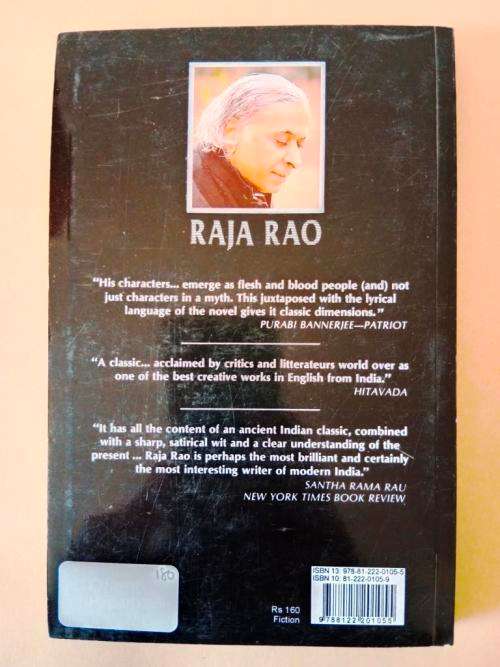 RAJA RAO
“His characters... emerge as flesh and blood people (and) not
just characters in a myth. This juxtaposed with the lyrical
language of the novel gives it classic dimensions.”
PURABI BANNERJEE—PATRIOT
“A classic... acclaimed by critics and litterateurs world over as
one of the best creative works in English from India.”
HITAVADA
“It has all the content of an ancient Indian classic, combined
with a sharp, satirical wit and a clear understanding of the
present ... Raja Rao is perhaps the most brilliant and certainly
the most interesting writer of modern India.”
SANTHA RAMA RAU
NEW YORK TIMES BOOK REVIEW
180
Rs 160
Fiction
ISBN 13: 978-81-222-0105-5
ISBN 10: 81-222-0105-9
9788122201055